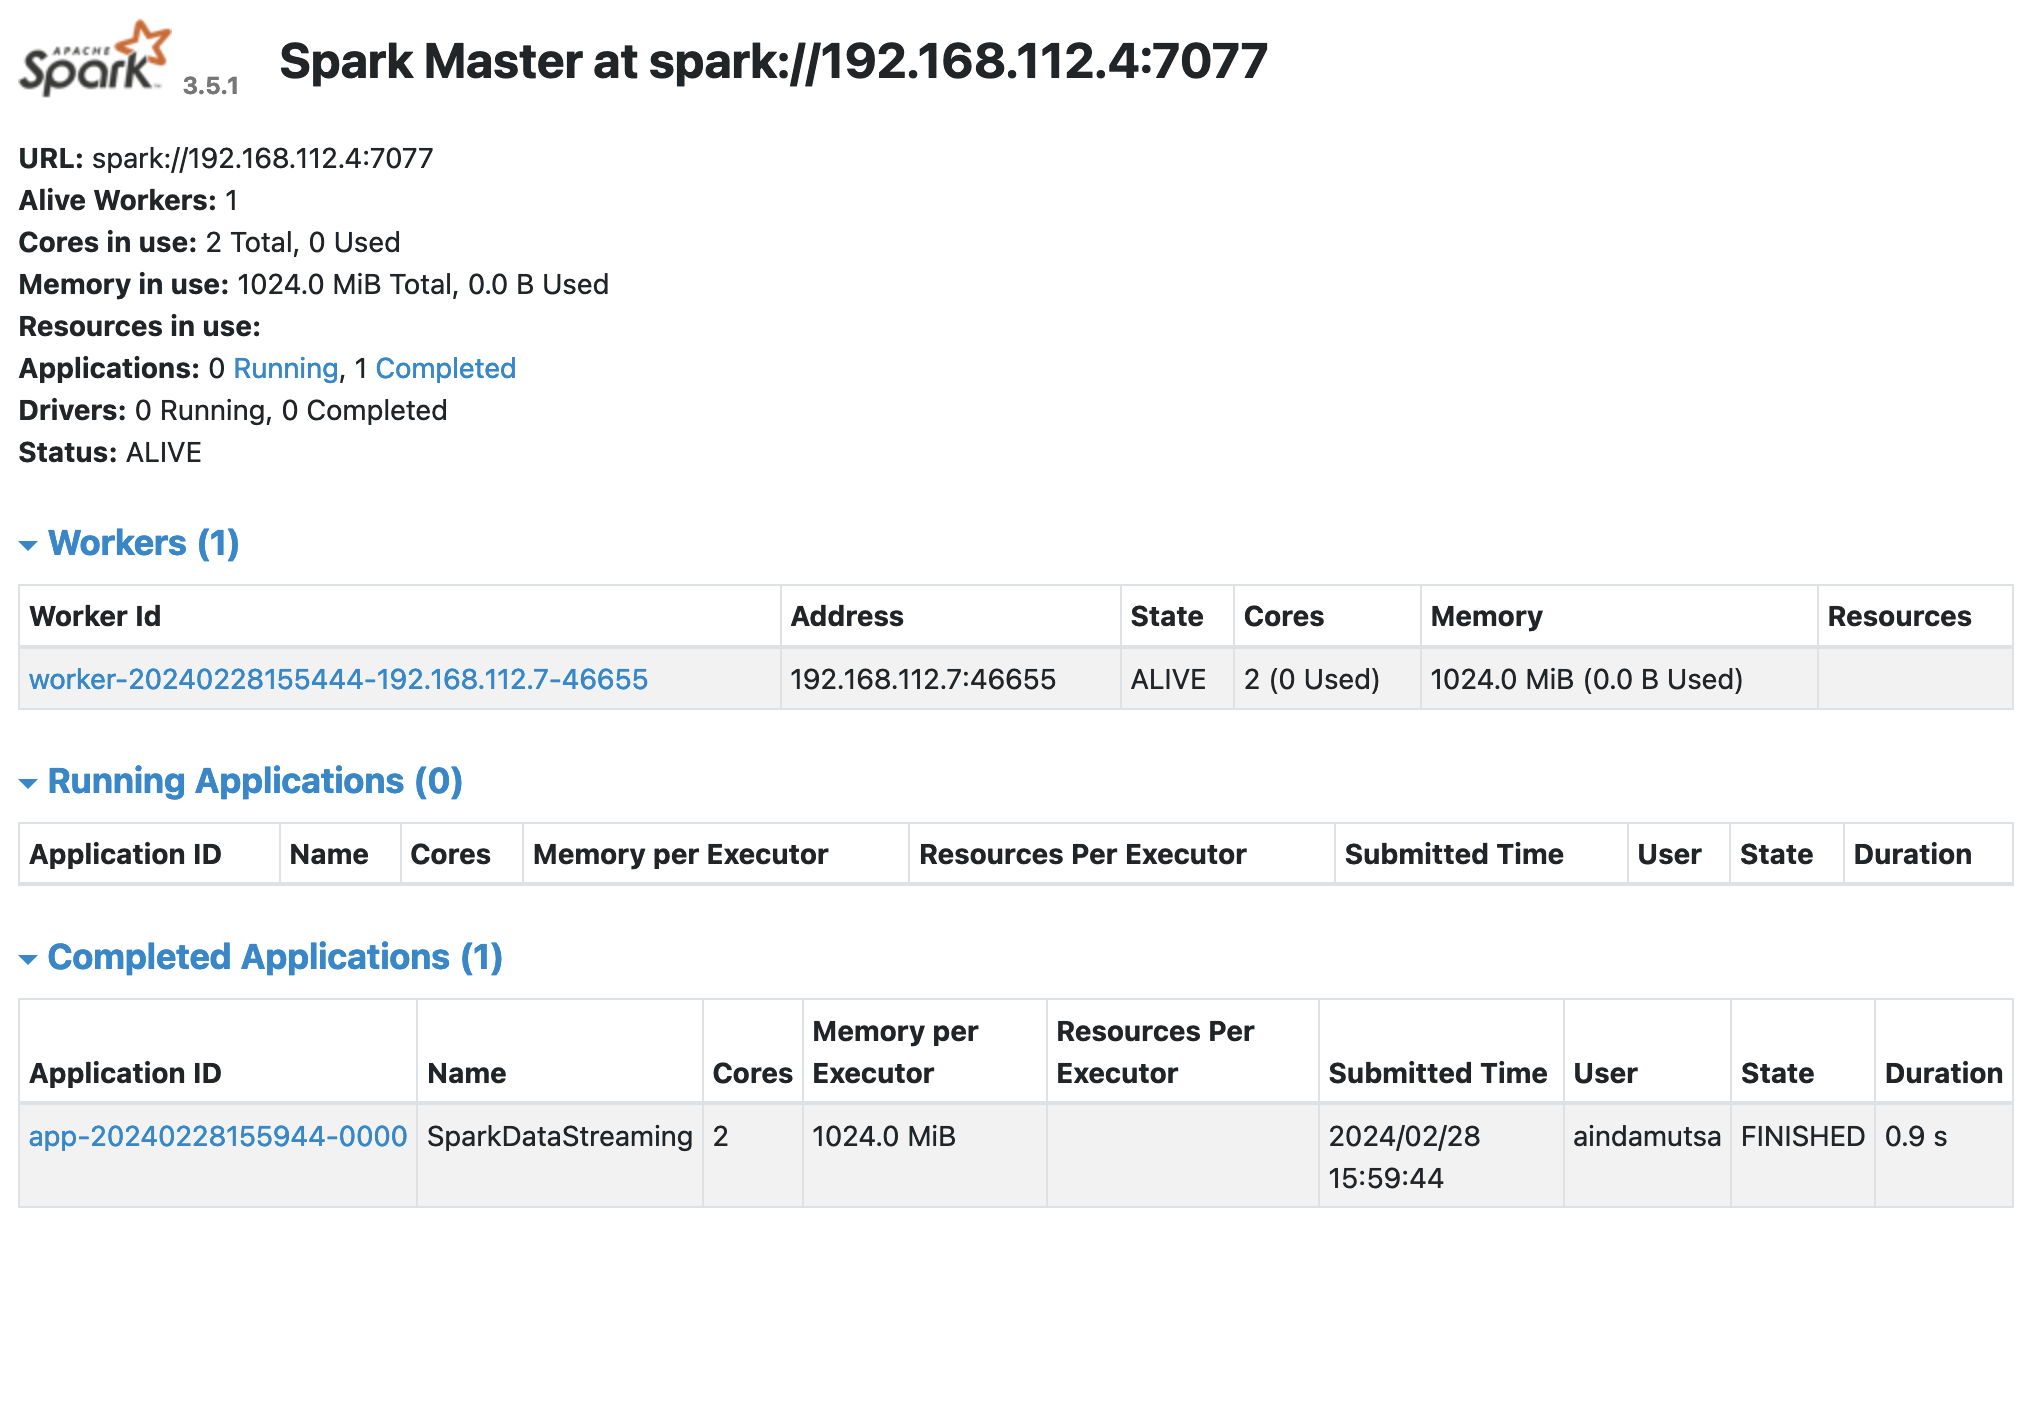 APACHE
Spark™ 3.5.1 Spark Master at spark://192.168.112.4:7077
URL: spark://192.168.112.4:7077
Alive Workers: 1
Cores in use: 2 Total, 0 Used
Memory in use: 1024.0 MiB Total, 0.0 B Used
Resources in use:
Applications: 0 Running, 1 Completed
Drivers: 0 Running, 0 Completed
Status: ALIVE
Workers (1)
Worker Id Address State Cores Memory Resources
worker-20240228155444-192.168.112.7-46655 192.168.112.7:46655 ALIVE 2 (0 Used) 1024.0 MiB (0.0 B Used)
Running Applications (0)
Application ID Name Cores Memory per Executor Resources Per Executor Submitted Time User State Duration
Completed Applications (1)
Application ID Name Cores Memory per Executor Resources Per Executor Submitted Time User State Duration
app-20240228155944-0000 SparkDataStreaming 2 1024.0 MiB 2024/02/28 15:59:44 aindamutsa FINISHED 0.9 s